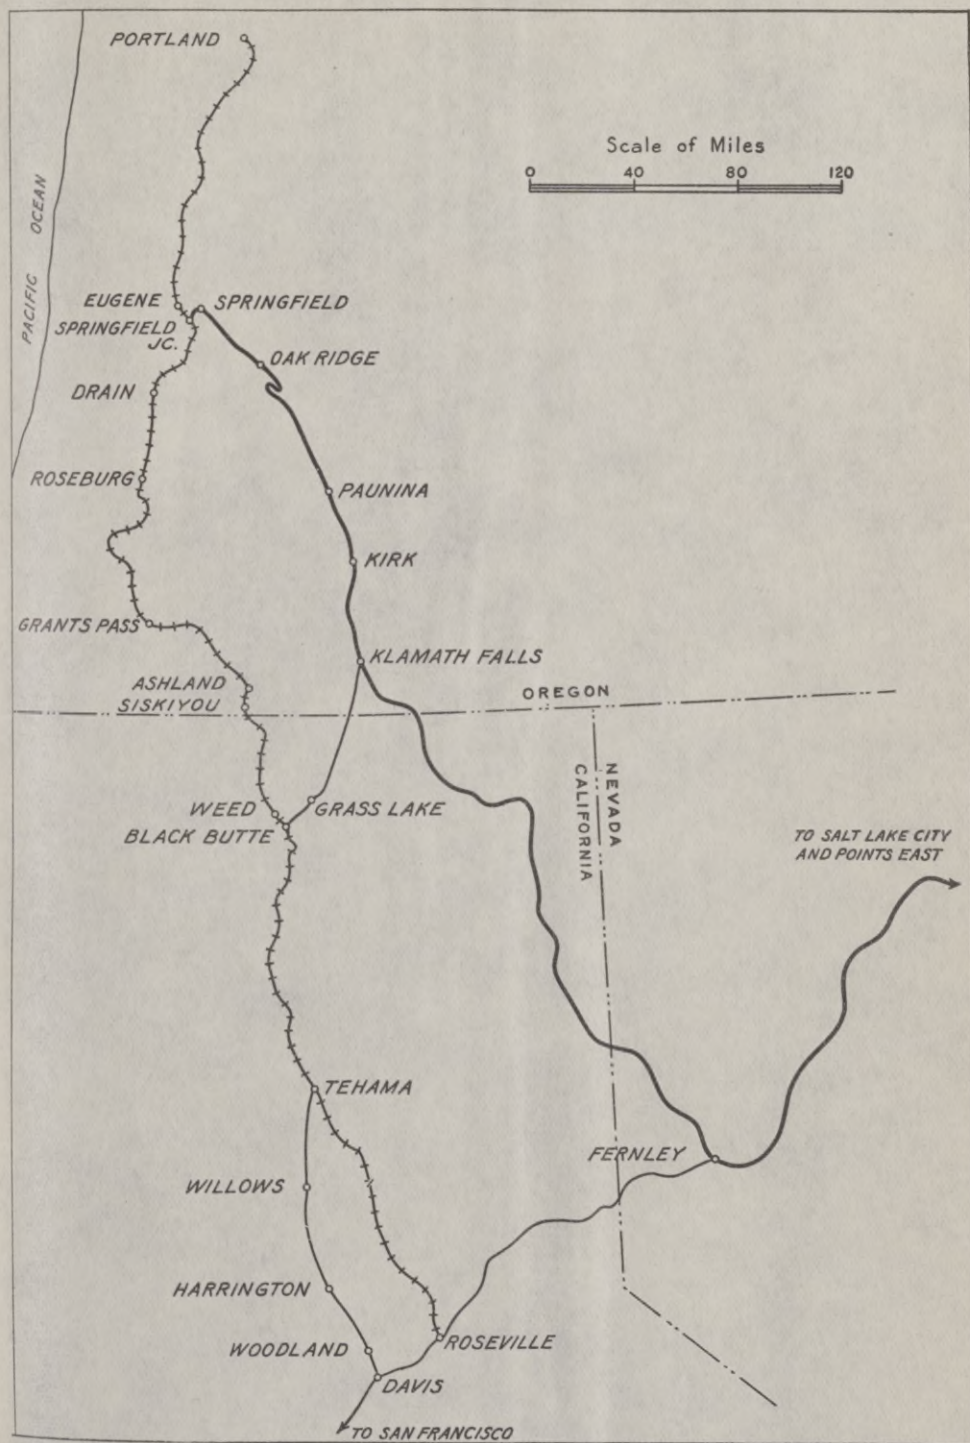 PORTLAND
Scale of Miles
0 40 80 120
PACIFIC OCEAN
EUGENE
SPRINGFIELD
SPRINGFIELD
JC.
OAK RIDGE
DRAIN
ROSEBURG
PAUNINA
KIRK
GRANTS PASS
KLAMATH FALLS
ASHLAND
SISKIYOU
OREGON
NEVADA
CALIFORNIA
WEED
GRASS LAKE
BLACK BUTTE
TO SALT LAKE CITY
AND POINTS EAST
TEHAMA
FERNLEY
WILLOWS
HARRINGTON
ROSEVILLE
WOODLAND
DAVIS
TO SAN FRANCISCO